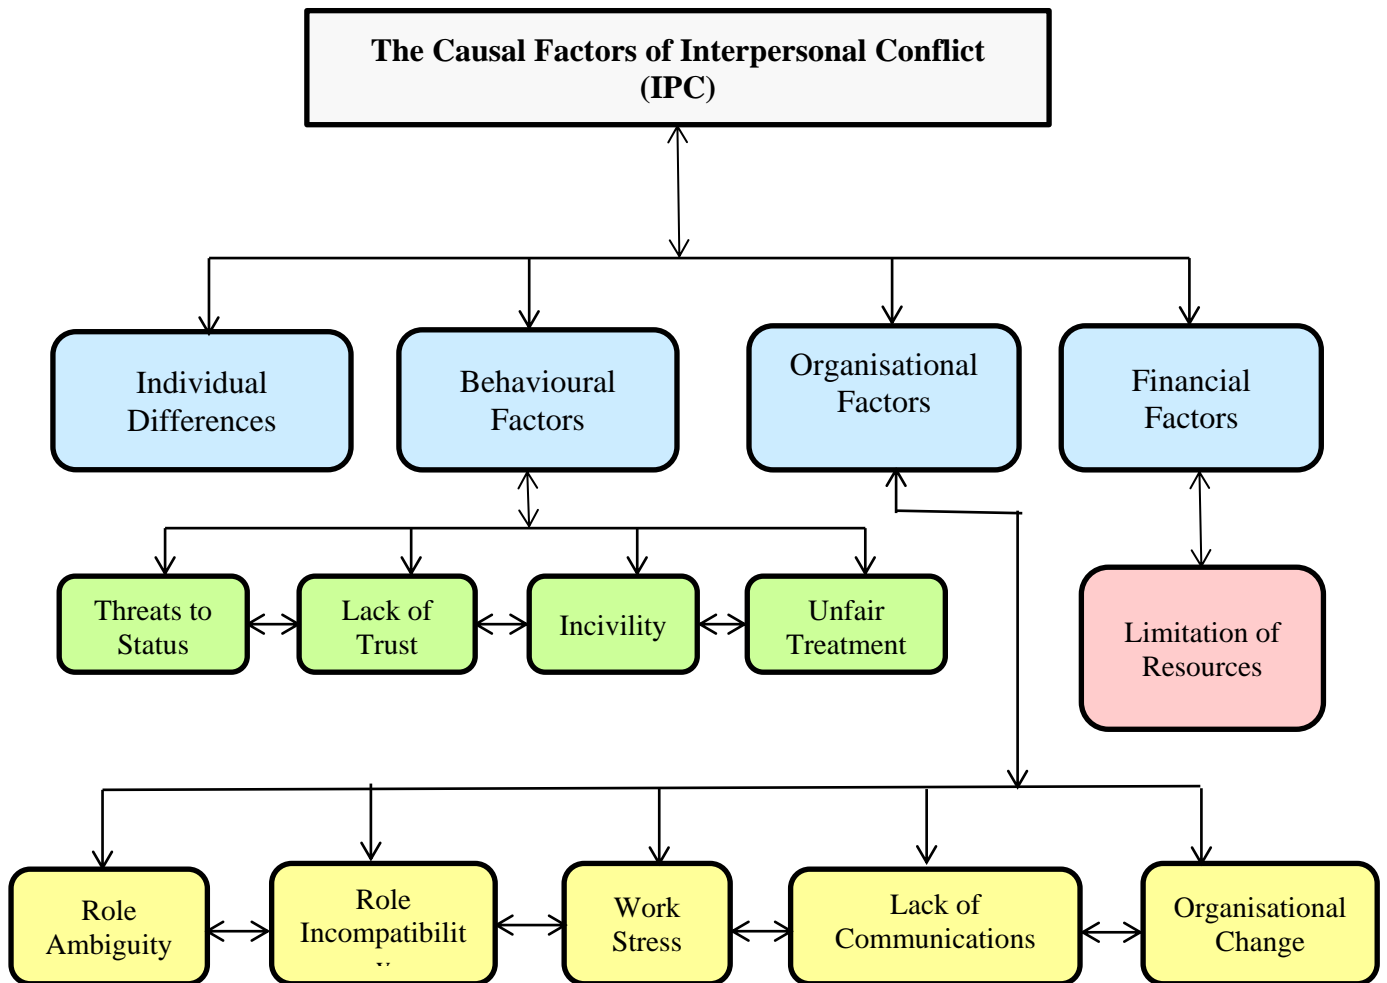 The Causal Factors of Interpersonal Conflict
(IPC)
Individual
Differences
Behavioural
Factors
Organisational
Factors
Financial
Factors
Threats to
Status
Lack of
Trust
Incivility
Unfair
Treatment
Limitation of
Resources
Role
Ambiguity
Role
Incompatibilit
y
Work
Stress
Lack of
Communications
Organisational
Change